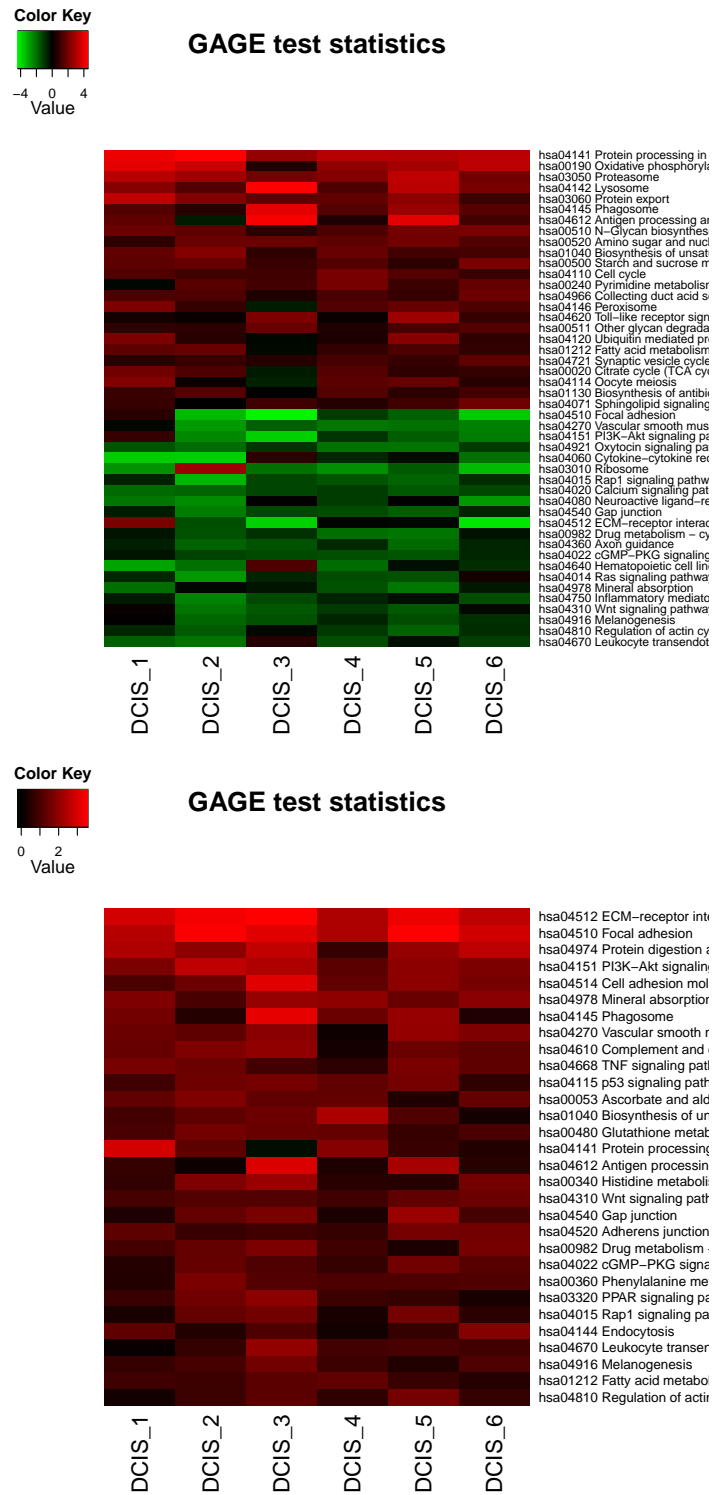 Color Key
−4 0 4
Value
GAGE test statistics
hsa04141 Protein processing in
hsa00190 Oxidative phosphoryla
hsa03050 Proteasome
hsa04142 Lysosome
hsa03060 Protein export
hsa04145 Phagosome
hsa04612 Antigen processing an
hsa00510 N−Glycan biosynthesi
hsa00520 Amino sugar and nucl
hsa01040 Biosynthesis of unsatu
hsa00500 Starch and sucrose m
hsa04110 Cell cycle
hsa00240 Pyrimidine metabolism
hsa04966 Collecting duct acid se
hsa04146 Peroxisome
hsa04620 Toll−like receptor signa
hsa00511 Other glycan degradat
hsa04120 Ubiquitin mediated pro
hsa01212 Fatty acid metabolism
hsa04721 Synaptic vesicle cycle
hsa00020 Citrate cycle (TCA cyc
hsa04114 Oocyte meiosis
hsa01130 Biosynthesis of antibio
hsa04071 Sphingolipid signaling
hsa04510 Focal adhesion
hsa04270 Vascular smooth musc
hsa04151 PI3K−Akt signaling pa
hsa04921 Oxytocin signaling pat
hsa04060 Cytokine−cytokine rec
hsa03010 Ribosome
hsa04015 Rap1 signaling pathwa
hsa04020 Calcium signaling path
hsa04080 Neuroactive ligand−re
hsa04540 Gap junction
hsa04512 ECM−receptor interac
hsa00982 Drug metabolism − cy
hsa04360 Axon guidance
hsa04022 cGMP−PKG signaling
hsa04640 Hematopoietic cell line
hsa04014 Ras signaling pathway
hsa04978 Mineral absorption
hsa04750 Inflammatory mediato
hsa04310 Wnt signaling pathway
hsa04916 Melanogenesis
hsa04810 Regulation of actin cy
hsa04670 Leukocyte transendot
DCIS_1 DCIS_2 DCIS_3 DCIS_4 DCIS_5 DCIS_6
Color Key
0 2
Value
GAGE test statistics
hsa04512 ECM−receptor inte
hsa04510 Focal adhesion
hsa04974 Protein digestion a
hsa04151 PI3K−Akt signaling
hsa04514 Cell adhesion mol
hsa04978 Mineral absorption
hsa04145 Phagosome
hsa04270 Vascular smooth m
hsa04610 Complement and c
hsa04668 TNF signaling path
hsa04115 p53 signaling path
hsa00053 Ascorbate and ald
hsa01040 Biosynthesis of un
hsa00480 Glutathione metab
hsa04141 Protein processing
hsa04612 Antigen processin
hsa00340 Histidine metabolis
hsa04310 Wnt signaling path
hsa04540 Gap junction
hsa04520 Adherens junction
hsa00982 Drug metabolism −
hsa04022 cGMP−PKG signa
hsa00360 Phenylalanine met
hsa03320 PPAR signaling pa
hsa04015 Rap1 signaling pa
hsa04144 Endocytosis
hsa04670 Leukocyte transen
hsa04916 Melanogenesis
hsa01212 Fatty acid metabol
hsa04810 Regulation of actin
DCIS_1 DCIS_2 DCIS_3 DCIS_4 DCIS_5 DCIS_6